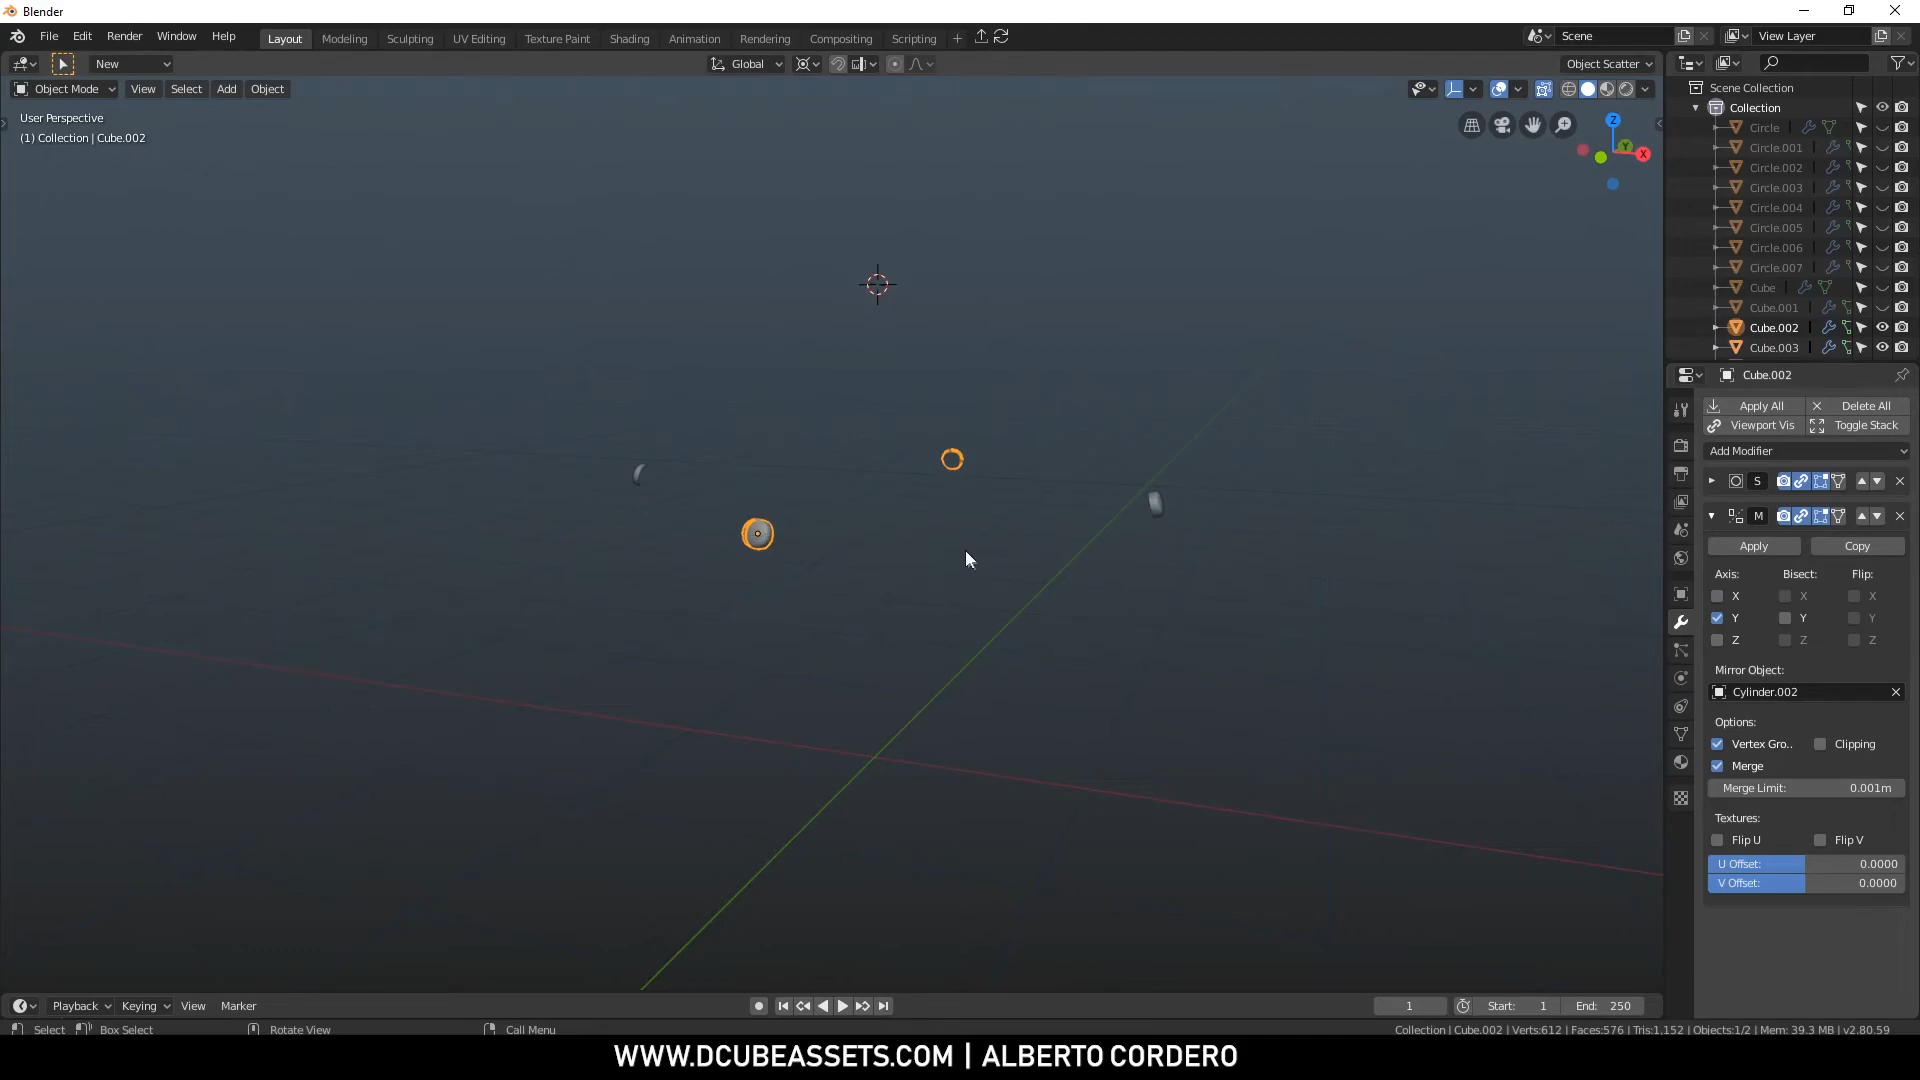 Blender
File Edit Render Window Help Layout Modeling Sculpting UV Editing Texture Paint Shading Animation Rendering Compositing Scripting + Scene View Layer
New Global Object Scatter
Object Mode View Select Add Object
User Perspective
(1) Collection | Cube.002
Z
Y
X
Scene Collection
Collection
Circle
Circle.001
Circle.002
Circle.003
Circle.004
Circle.005
Circle.006
Circle.007
Cube
Cube.001
Cube.002
Cube.003
Cube.002
Apply All Delete All
Viewport Vis Toggle Stack
Add Modifier
S
M
Apply Copy
Axis: Bisect: Flip:
X X X
Y Y Y
Z Z Z
Mirror Object:
Cylinder.002
Options:
Vertex Gro.. Clipping
Merge
Merge Limit: 0.001m
Textures:
Flip U Flip V
U Offset: 0.0000
V Offset: 0.0000
Playback Keying View Marker 1 Start: 1 End: 250
Select Box Select Rotate View Call Menu Collection | Cube.002 | Verts:612 | Faces:576 | Tris:1,152 | Objects:1/2 | Mem: 39.3 MB | v2.80.59
WWW.DCUBEASSETS.COM | ALBERTO CORDERO